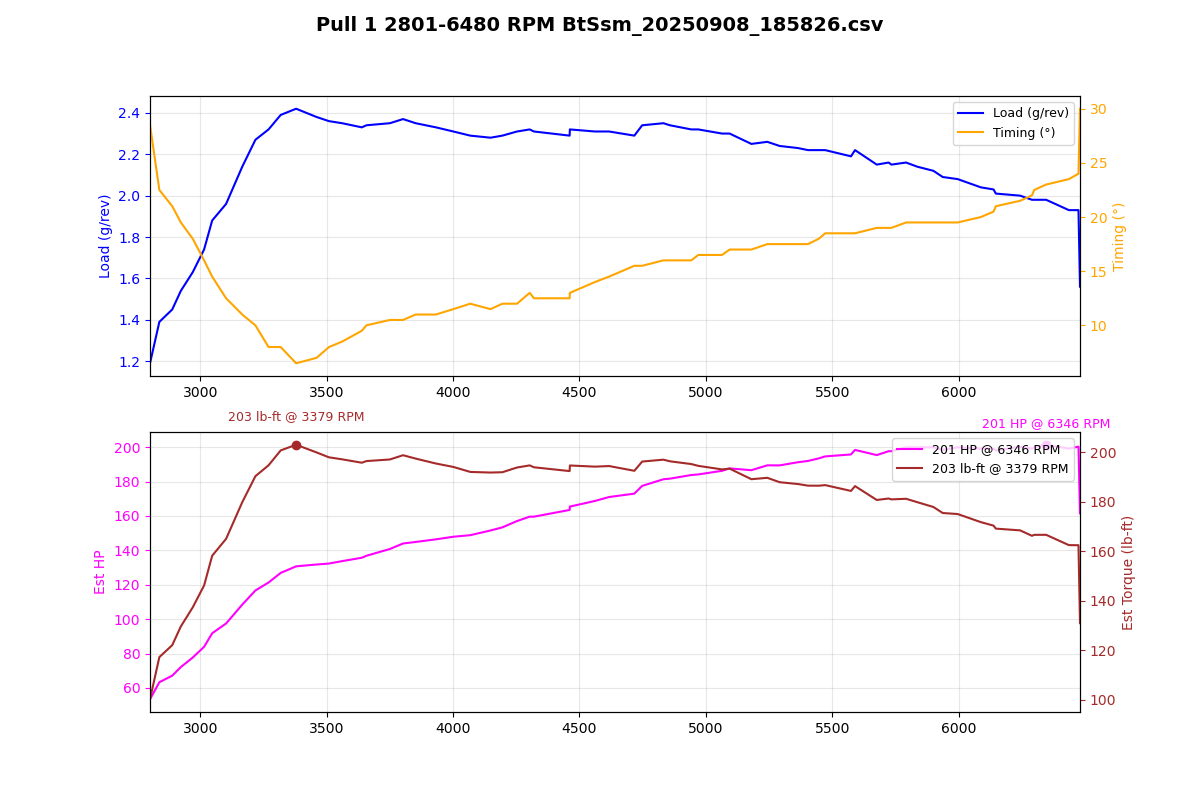 Pull 1 2801-6480 RPM BtSsm_20250908_185826.csv
Load (g/rev)
Timing (°)
2.4
2.2
2.0
1.8
1.6
1.4
1.2
Load (g/rev)
30
25
20
15
10
Timing (°)
3000 3500 4000 4500 5000 5500 6000
203 lb-ft @ 3379 RPM
201 HP @ 6346 RPM
201 HP @ 6346 RPM
203 lb-ft @ 3379 RPM
200
180
160
140
120
100
80
60
Est HP
200
180
160
140
120
100
Est Torque (lb-ft)
3000 3500 4000 4500 5000 5500 6000